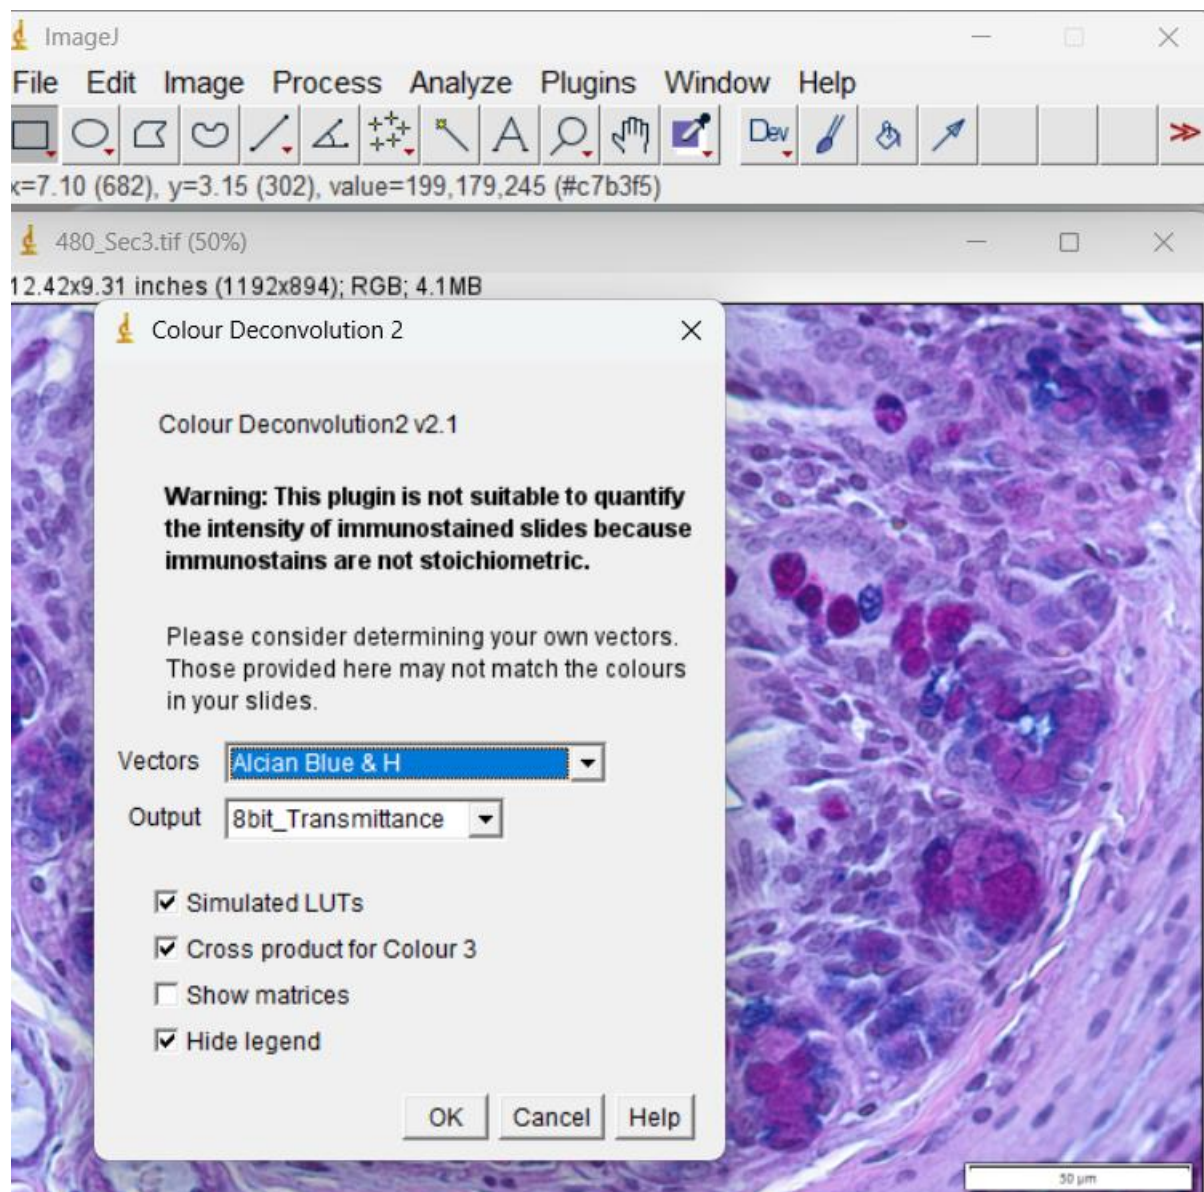 ImageJ
File Edit Image Process Analyze Plugins Window Help
A Dev
x=7.10 (682), y=3.15 (302), value=199,179,245 (#c7b3f5)
480_Sec3.tif (50%)
12.42x9.31 inches (1192x894); RGB; 4.1MB
Colour Deconvolution 2
Colour Deconvolution2 v2.1
Warning: This plugin is not suitable to quantify
the intensity of immunostained slides because
immunostains are not stoichiometric.
Please consider determining your own vectors.
Those provided here may not match the colours
in your slides.
Vectors Alcian Blue & H
Output 8bit_Transmittance
Simulated LUTs
Cross product for Colour 3
Show matrices
Hide legend
OK Cancel Help
50 µm